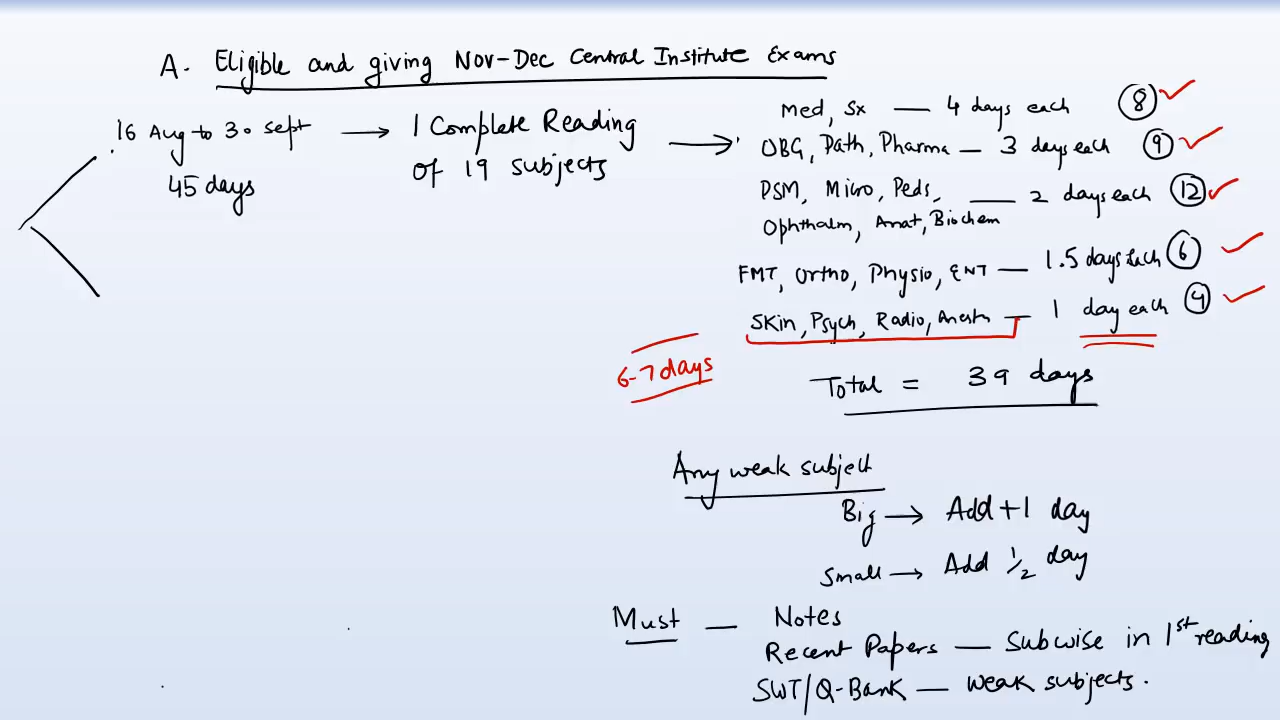 A. Eligible and giving Nov-Dec Central Institute Exams
16 Aug to 30 sept → 1 Complete Reading
of 19 subjects
45 days
→ Med, Sx — 4 days each 8 ✓
OBG, Path, Pharma — 3 days each 9 ✓
PSM, Micro, Peds, — 2 days each 12 ✓
Ophthalm, Anat, Biochem
FMT, Ortho, Physio, ENT — 1.5 days Each 6 ✓
Skin, Psych, Radio, Anesth — 1 day each 4 ✓
6-7 days
Total = 39 days
Any weak subject
Big → Add +1 day
Small → Add 1/2 day
Must — Notes
Recent Papers — Subwise in 1st reading
SWT/Q-Bank — weak subjects.